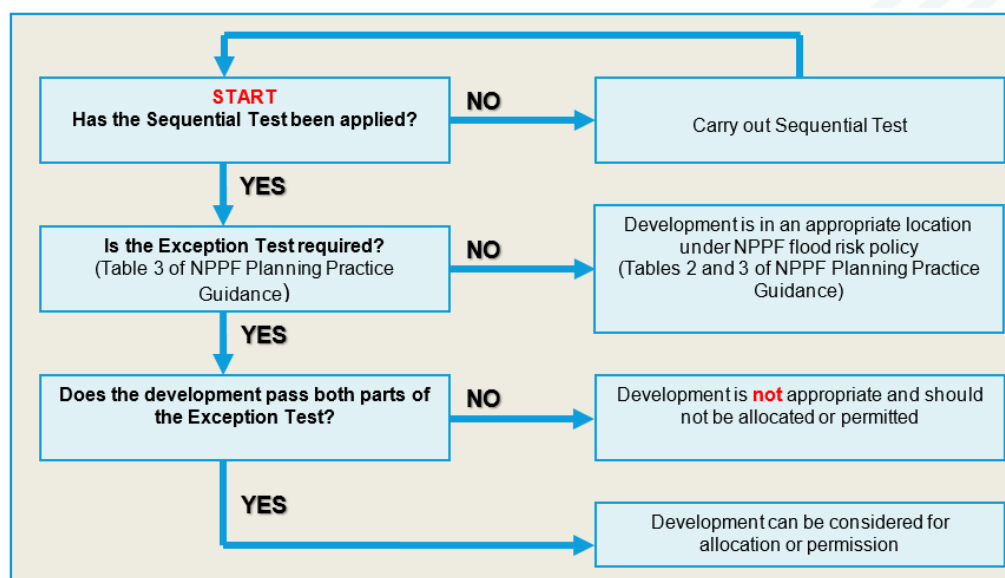 START
Has the Sequential Test been applied?
NO
Carry out Sequential Test
YES
Is the Exception Test required?
(Table 3 of NPPF Planning Practice
Guidance)
NO
Development is in an appropriate location
under NPPF flood risk policy
(Tables 2 and 3 of NPPF Planning Practice
Guidance)
YES
Does the development pass both parts of
the Exception Test?
NO
Development is not appropriate and should
not be allocated or permitted
YES
Development can be considered for
allocation or permission